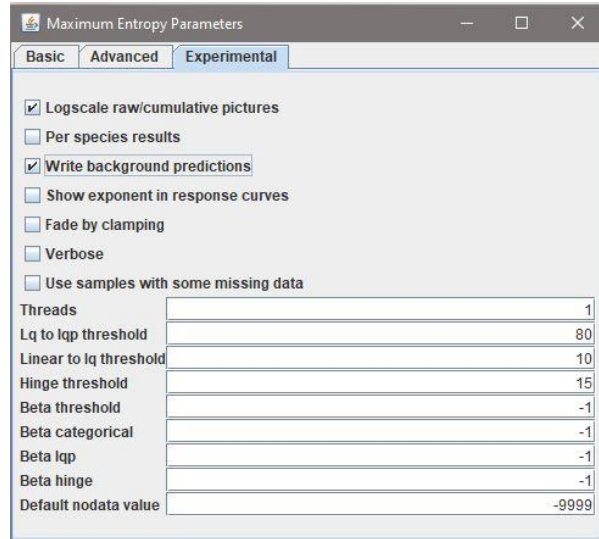 Maximum Entropy Parameters
Basic Advanced Experimental
Logscale raw/cumulative pictures
Per species results
Write background predictions
Show exponent in response curves
Fade by clamping
Verbose
Use samples with some missing data
Threads 1
Lq to lqp threshold 80
Linear to lq threshold 10
Hinge threshold 15
Beta threshold -1
Beta categorical -1
Beta lqp -1
Beta hinge -1
Default nodata value -9999